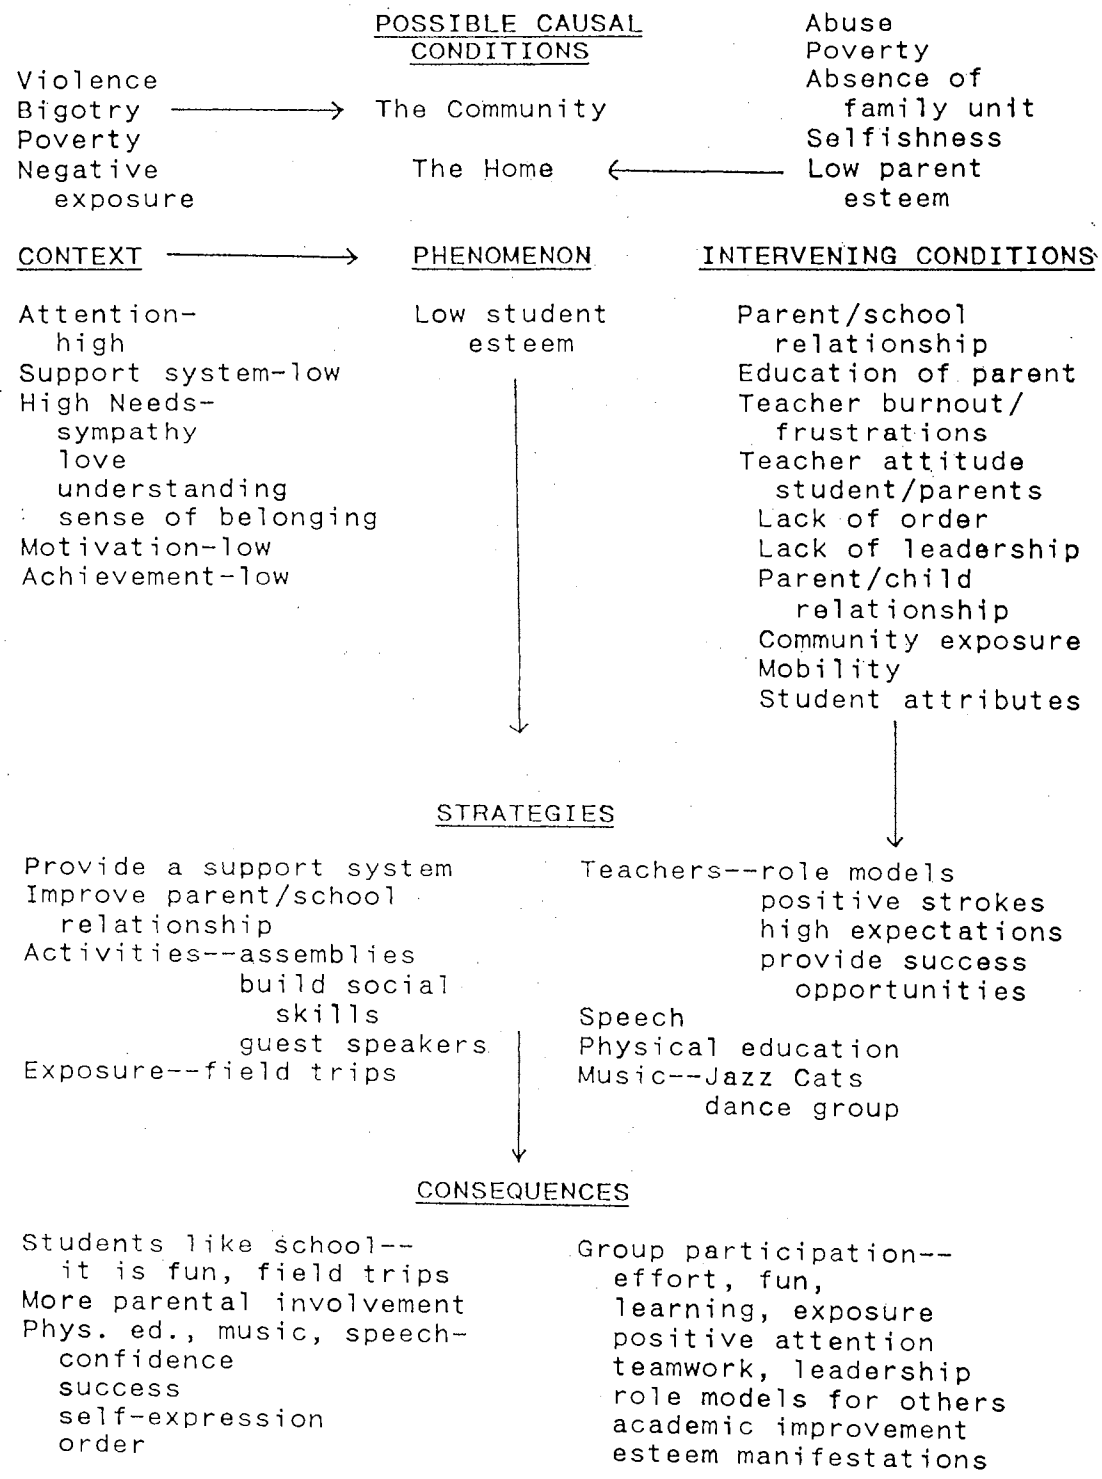 POSSIBLE CAUSAL
CONDITIONS
Violence
Bigotry
Poverty
Negative
exposure
The Community
The Home
Abuse
Poverty
Absence of
family unit
Selfishness
Low parent
esteem
CONTEXT
Attention-
high
Support system-low
High Needs-
sympathy
love
understanding
sense of belonging
Motivation-low
Achievement-low
PHENOMENON
Low student
esteem
INTERVENING CONDITIONS
Parent/school
relationship
Education of parent
Teacher burnout/
frustrations
Teacher attitude
student/parents
Lack of order
Lack of leadership
Parent/child
relationship
Community exposure
Mobility
Student attributes
STRATEGIES
Provide a support system
Improve parent/school
relationship
Activities--assemblies
build social
skills
guest speakers
Exposure--field trips
Teachers--role models
positive strokes
high expectations
provide success
opportunities
Speech
Physical education
Music--Jazz Cats
dance group
CONSEQUENCES
Students like school--
it is fun, field trips
More parental involvement
Phys. ed., music, speech-
confidence
success
self-expression
order
Group participation--
effort, fun,
learning, exposure
positive attention
teamwork, leadership
role models for others
academic improvement
esteem manifestations